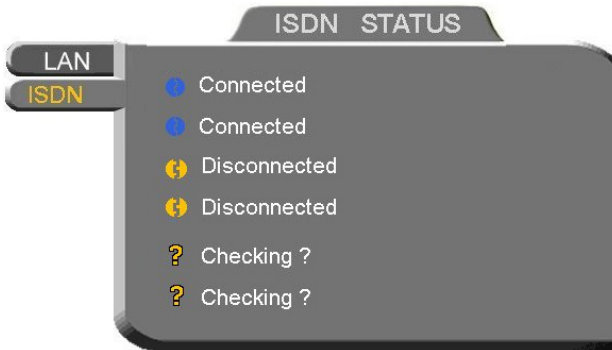 ISDN STATUS
LAN
ISDN
Connected
Connected
Disconnected
Disconnected
? Checking ?
? Checking ?